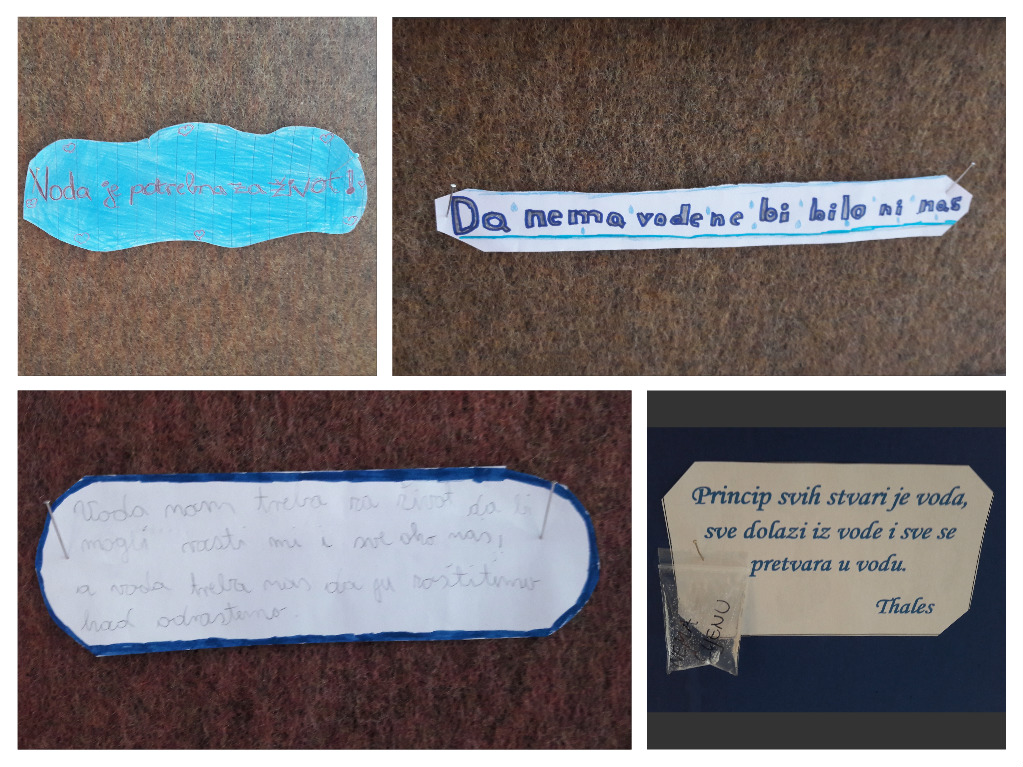 Voda je potrebna za život!
Da nema vode ne bi bilo ni nas
Voda nam treba za život da bi
mogli rasti mi i sve oko nas,
a voda treba nas da ju zaštitimo
kad odrastemo.
Princip svih stvari je voda,
sve dolazi iz vode i sve se
pretvara u vodu.
Thales